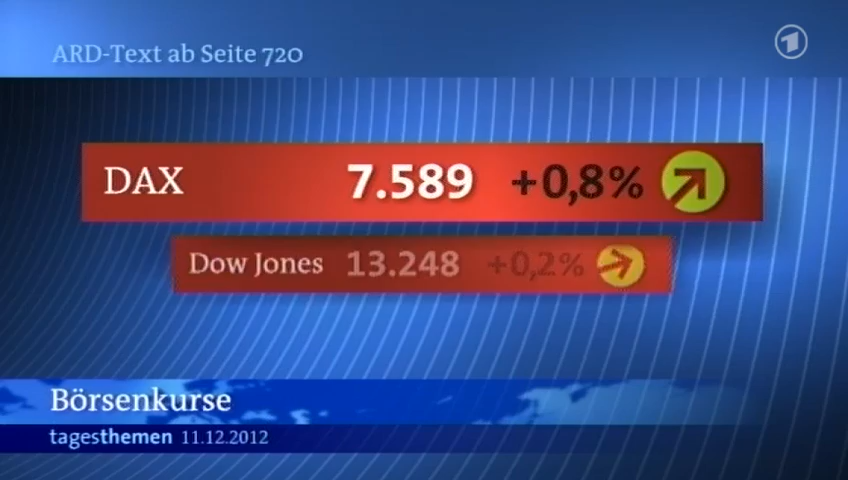 ARD-Text ab Seite 720
1
DAX 7.589 +0,8%
Dow Jones 13.248 +0,2%
Börsenkurse
tagesthemen 11.12.2012